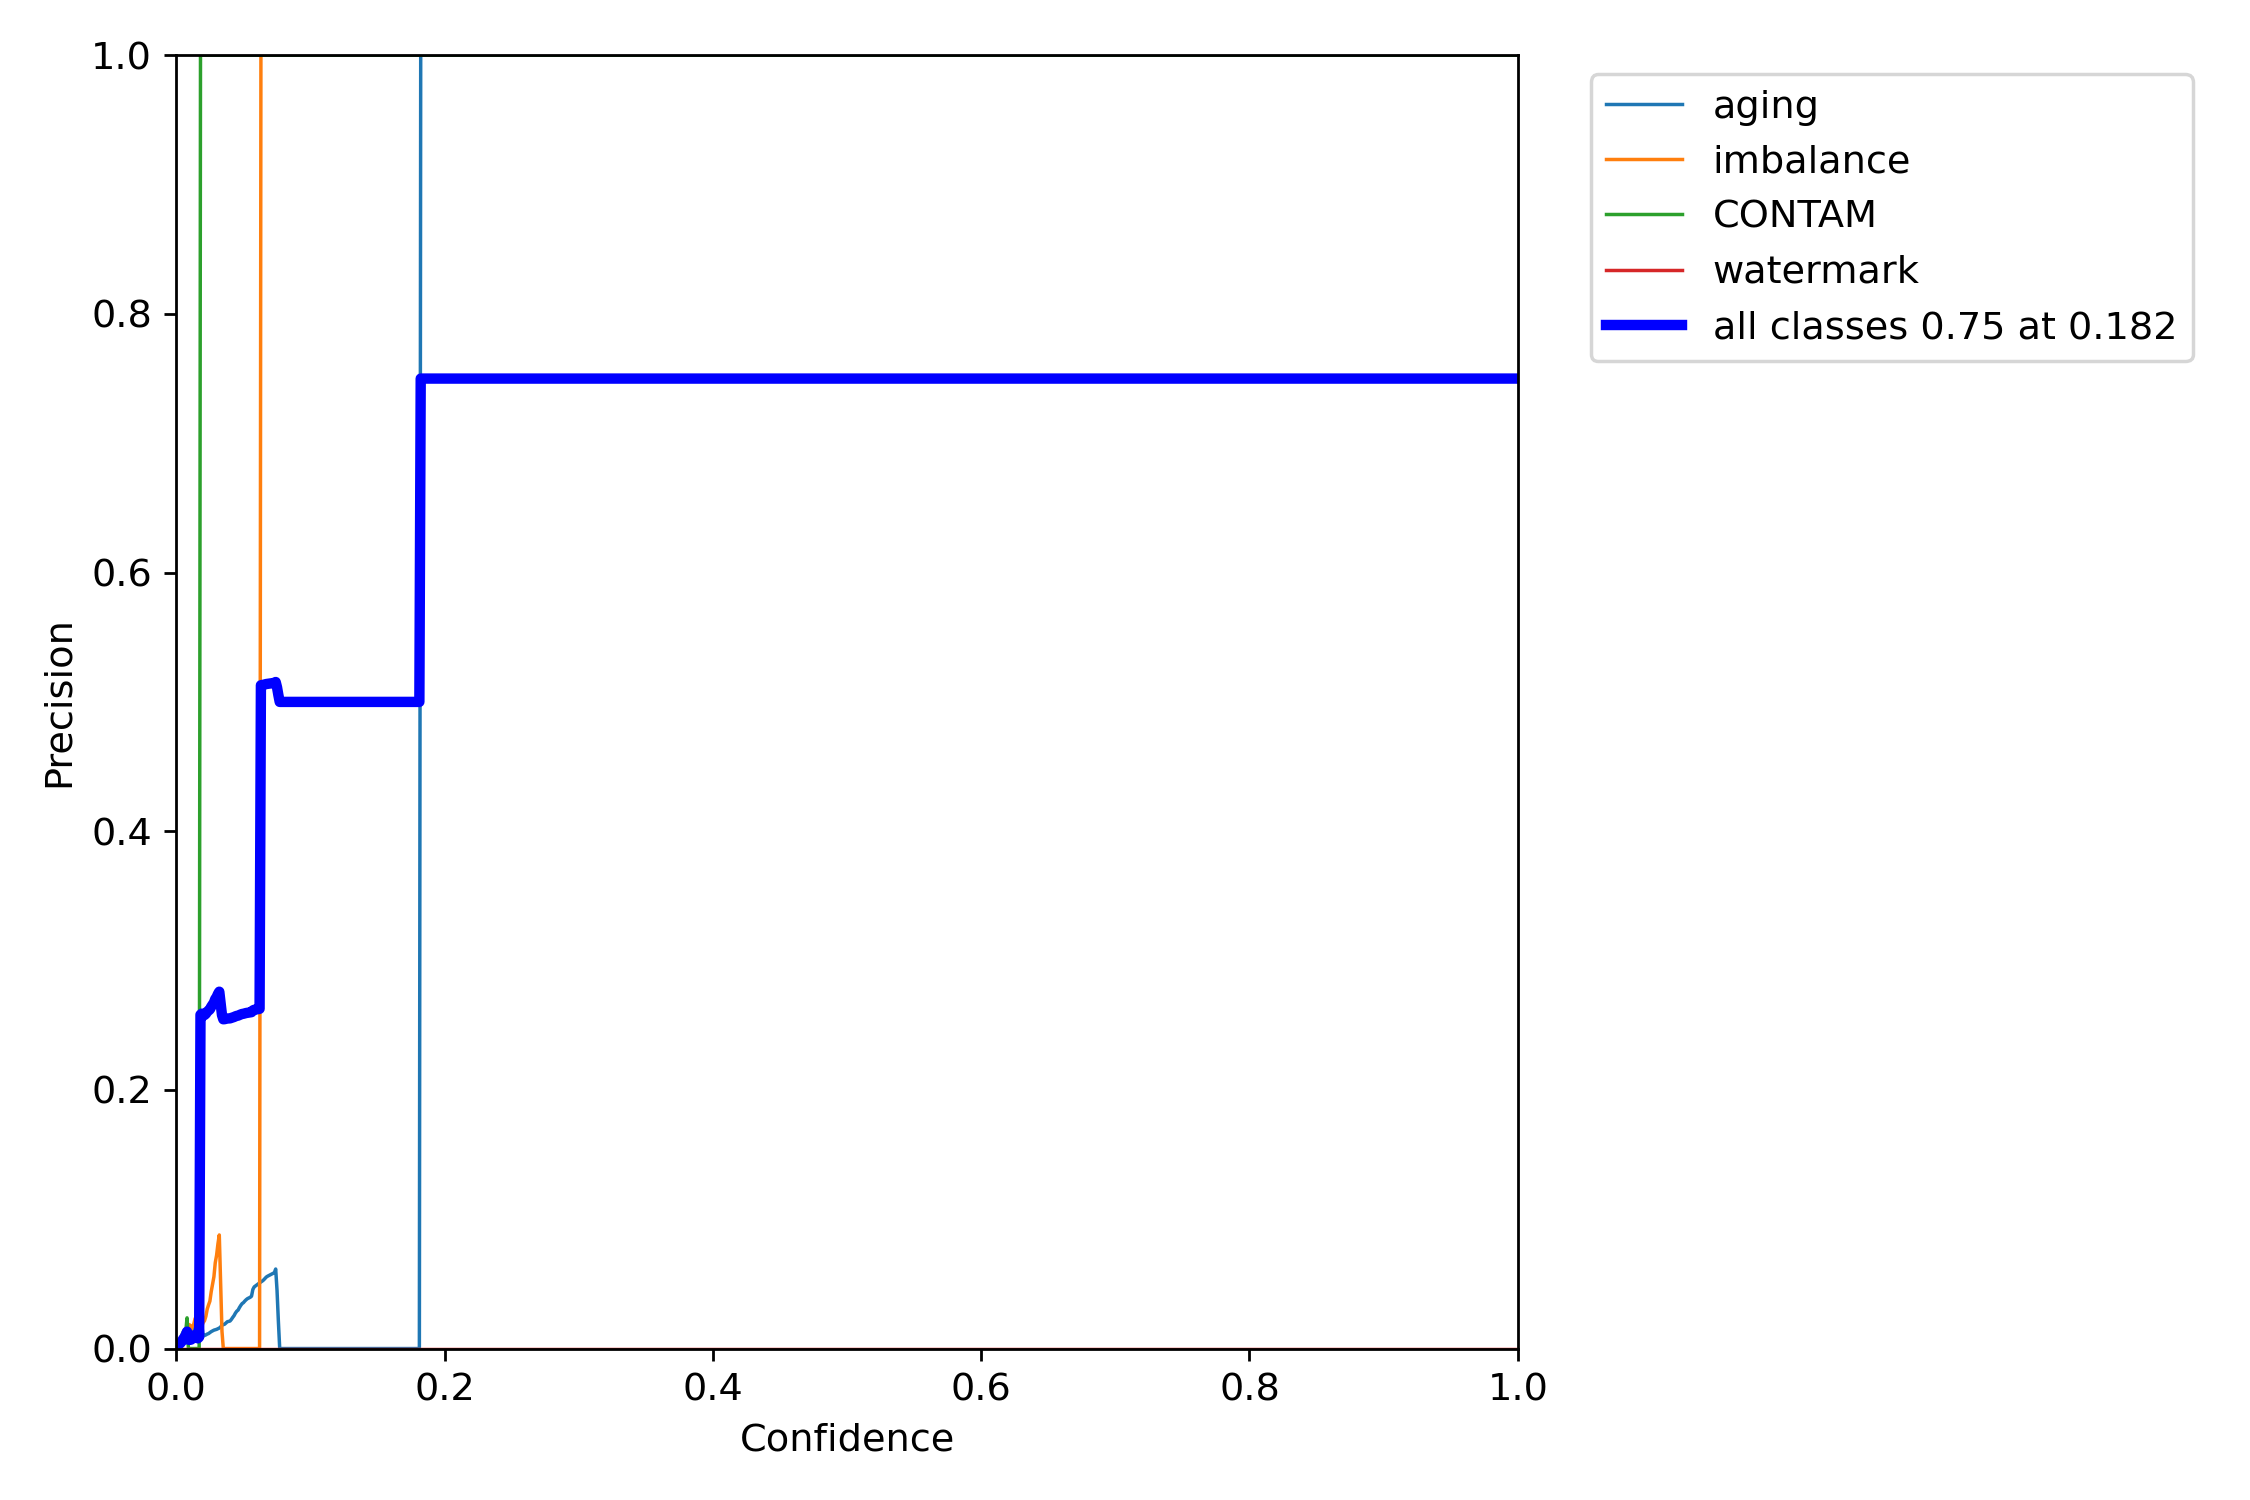 1.0
0.8
0.6
0.4
0.2
0.0
Precision
0.0 0.2 0.4 0.6 0.8 1.0
Confidence
aging
imbalance
CONTAM
watermark
all classes 0.75 at 0.182